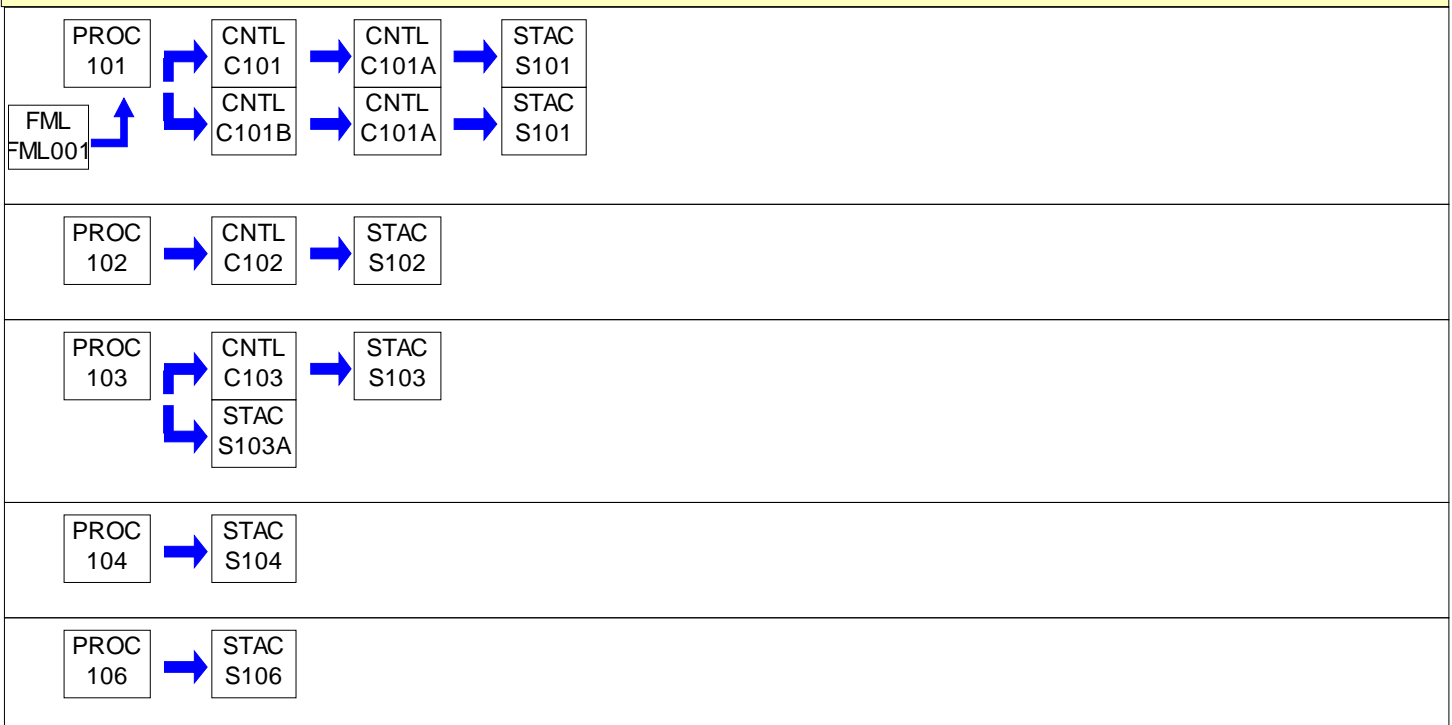 PROC
101
CNTL
C101
CNTL
C101A
STAC
S101
FML
FML001
CNTL
C101B
CNTL
C101A
STAC
S101
PROC
102
CNTL
C102
STAC
S102
PROC
103
CNTL
C103
STAC
S103
STAC
S103A
PROC
104
STAC
S104
PROC
106
STAC
S106